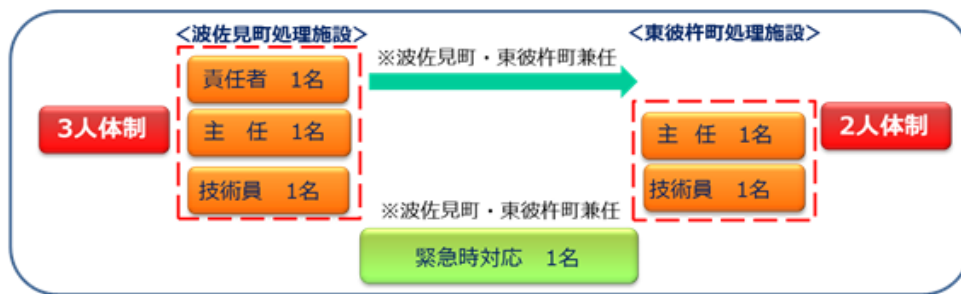 ＜波佐見町処理施設＞
＜東彼杵町処理施設＞
※波佐見町・東彼杵町兼任
責任者　1名
3人体制
主　任　1名
主　任　1名
2人体制
技術員　1名
技術員　1名
※波佐見町・東彼杵町兼任
緊急時対応　1名